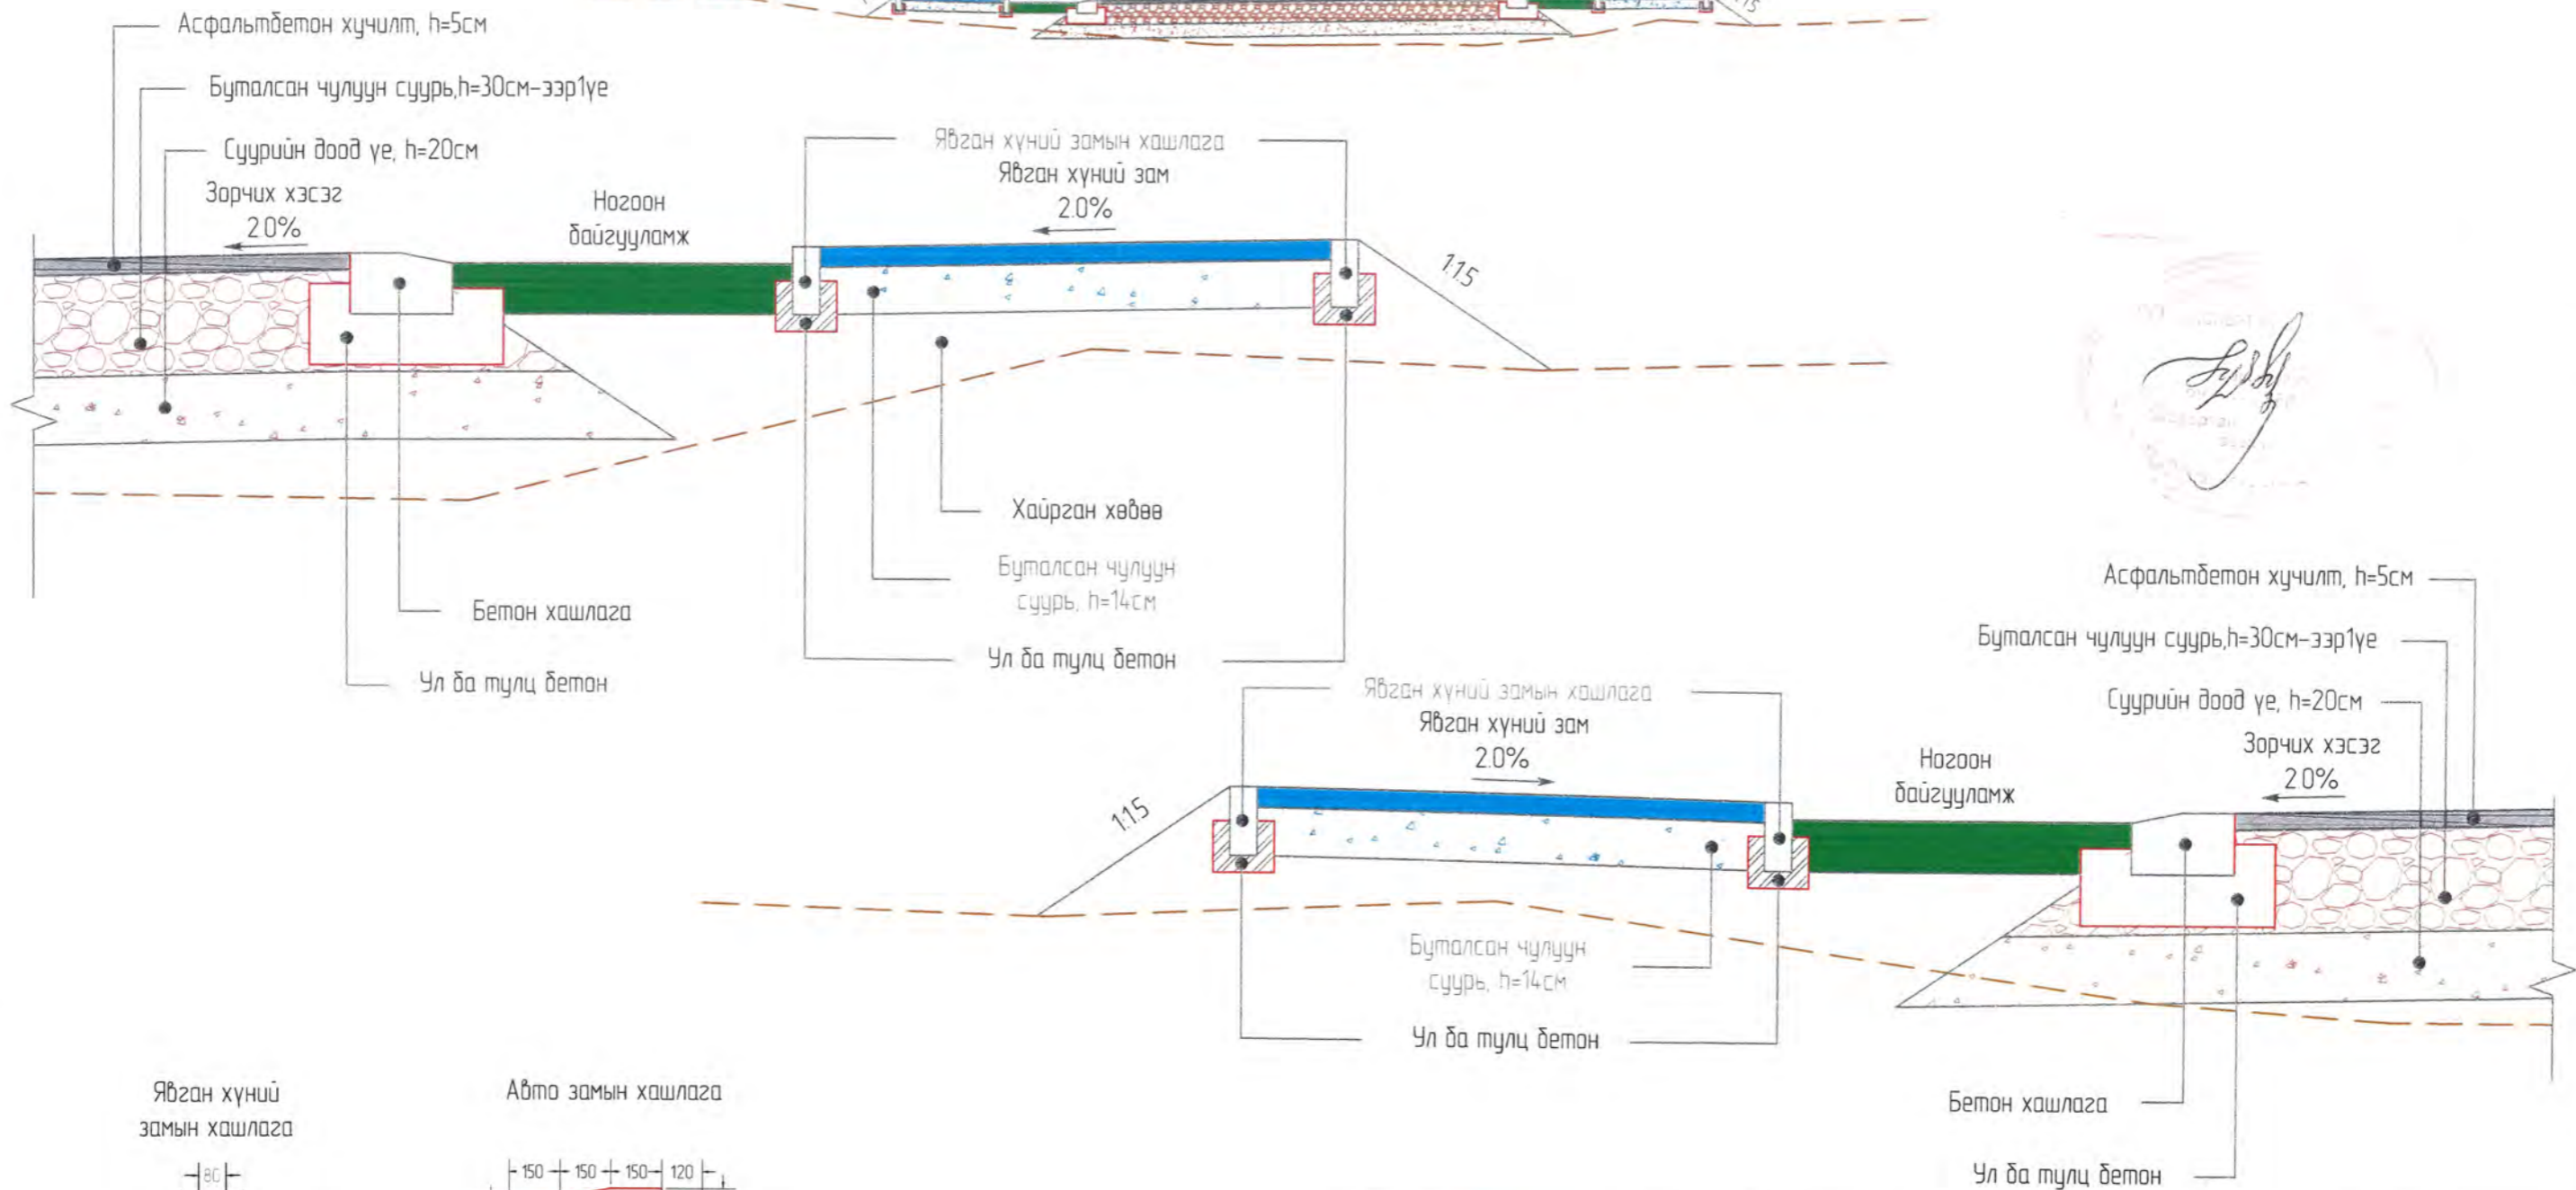 Асфальтбетон хучилт, h=5см
Буталсан чулуун суурь,h=30см-ээр1үе
Суурийн доод үе, h=20см
Зорчих хэсэг
2.0%
Ногоон
байгууламж
Явган хүний замын хашлага
Явган хүний зам
2.0%
1:1.5
Хайрган хөвөө
Буталсан чулуун
суурь, h=14см
Бетон хашлага
Ул ба тулц бетон
Ул ба тулц бетон
Асфальтбетон хучилт, h=5см
Буталсан чулуун суурь,h=30см-ээр1үе
Суурийн доод үе, h=20см
Зорчих хэсэг
2.0%
Явган хүний замын хашлага
Явган хүний зам
2.0%
Ногоон
байгууламж
1:1.5
Буталсан чулуун
суурь, h=14см
Ул ба тулц бетон
Бетон хашлага
Ул ба тулц бетон
Явган хүний
замын хашлага
80
Авто замын хашлага
150 150 150 120